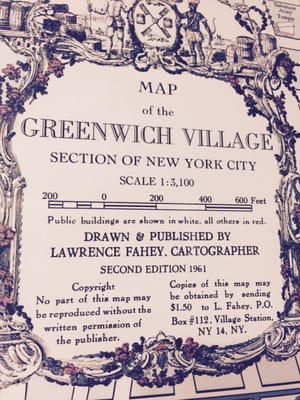 MAP
of the
GREENWICH VILLAGE
SECTION OF NEW YORK CITY
SCALE 1:3,100
200 0 200 400 600 Feet
Public buildings are shown in white, all others in red.
DRAWN & PUBLISHED BY
LAWRENCE FAHEY, CARTOGRAPHER
SECOND EDITION 1961
Copyright
No part of this map may
be reproduced without the
written permission of
the publisher.
Copies of this map may
be obtained by sending
$1.50 to L. Fahey, P.O.
Box #112, Village Station,
NY 14, NY.